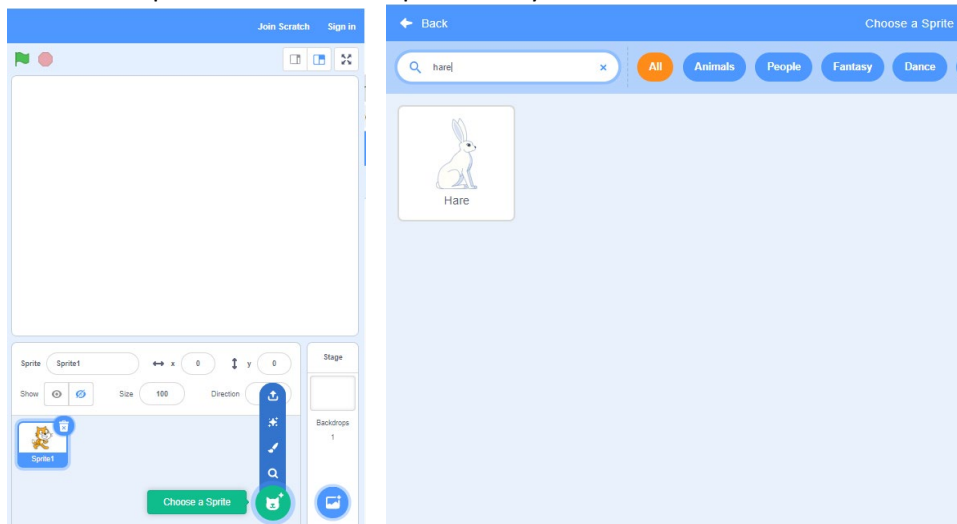 Join Scratch Sign in
Sprite Sprite1 x 0 y 0
Show Size 100 Direction
Sprite1
Choose a Sprite
Stage
Backdrops
1
Back Choose a Sprite
hare All Animals People Fantasy Dance
Hare